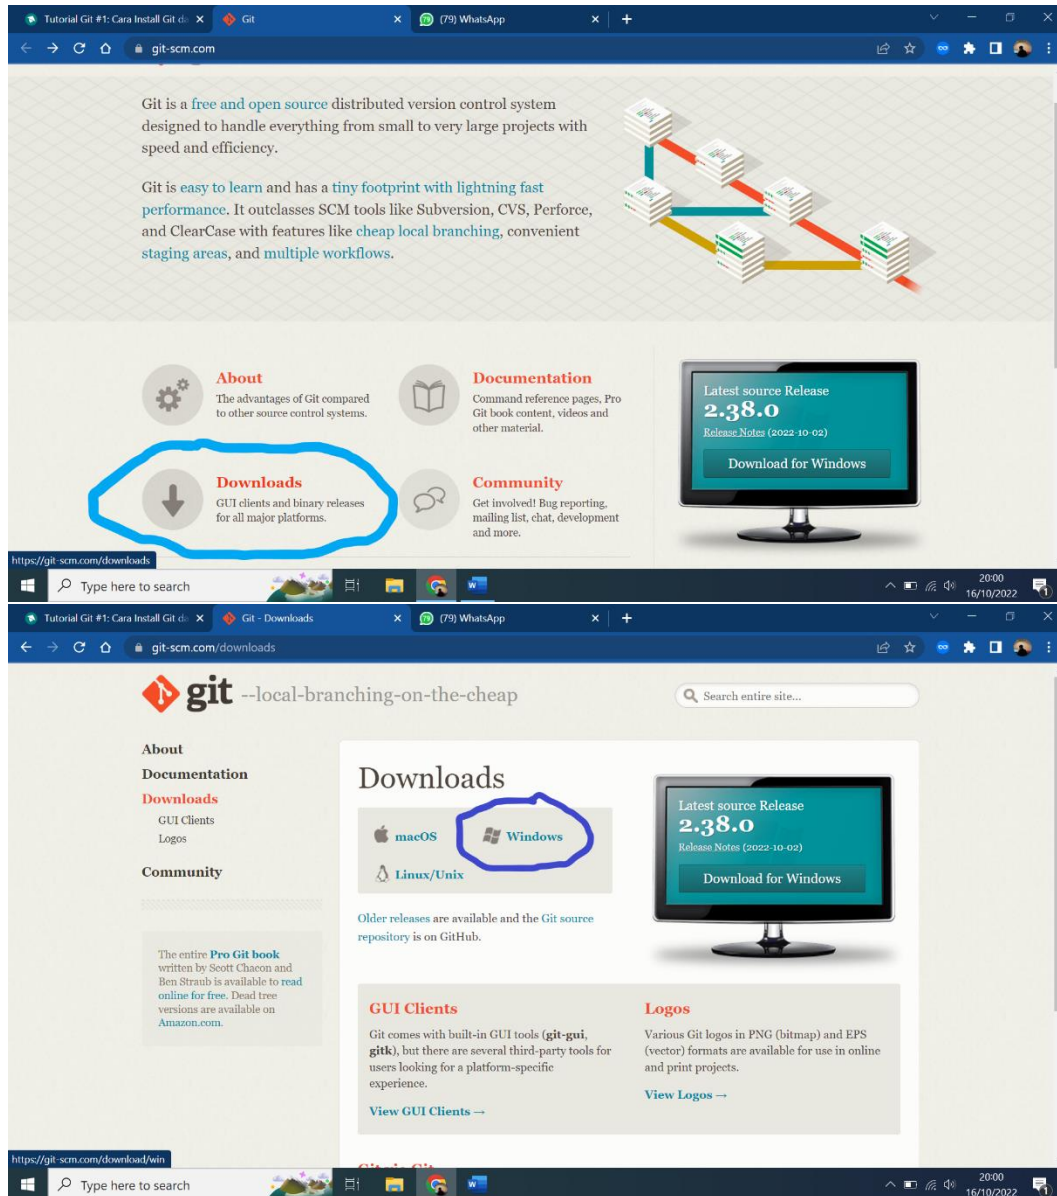 Tutorial Git #1: Cara Install Git da
Git
(79) WhatsApp
git-scm.com
Git is a free and open source distributed version control system
designed to handle everything from small to very large projects with
speed and efficiency.
Git is easy to learn and has a tiny footprint with lightning fast
performance. It outclasses SCM tools like Subversion, CVS, Perforce,
and ClearCase with features like cheap local branching, convenient
staging areas, and multiple workflows.
About
The advantages of Git compared
to other source control systems.
Documentation
Command reference pages, Pro
Git book content, videos and
other material.
Downloads
GUI clients and binary releases
for all major platforms.
Community
Get involved! Bug reporting,
mailing list, chat, development
and more.
Latest source Release
2.38.0
Release Notes (2022-10-02)
Download for Windows
https://git-scm.com/downloads
Type here to search
20:00
16/10/2022
1
Tutorial Git #1: Cara Install Git da
Git - Downloads
(79) WhatsApp
git-scm.com/downloads
git --local-branching-on-the-cheap
Search entire site...
About
Documentation
Downloads
GUI Clients
Logos
Community
The entire Pro Git book
written by Scott Chacon and
Ben Straub is available to read
online for free. Dead tree
versions are available on
Amazon.com.
Downloads
macOS
Windows
Linux/Unix
Older releases are available and the Git source
repository is on GitHub.
Latest source Release
2.38.0
Release Notes (2022-10-02)
Download for Windows
GUI Clients
Git comes with built-in GUI tools (git-gui,
gitk), but there are several third-party tools for
users looking for a platform-specific
experience.
View GUI Clients →
Logos
Various Git logos in PNG (bitmap) and EPS
(vector) formats are available for use in online
and print projects.
View Logos →
https://git-scm.com/download/win
Type here to search
20:00
16/10/2022
1